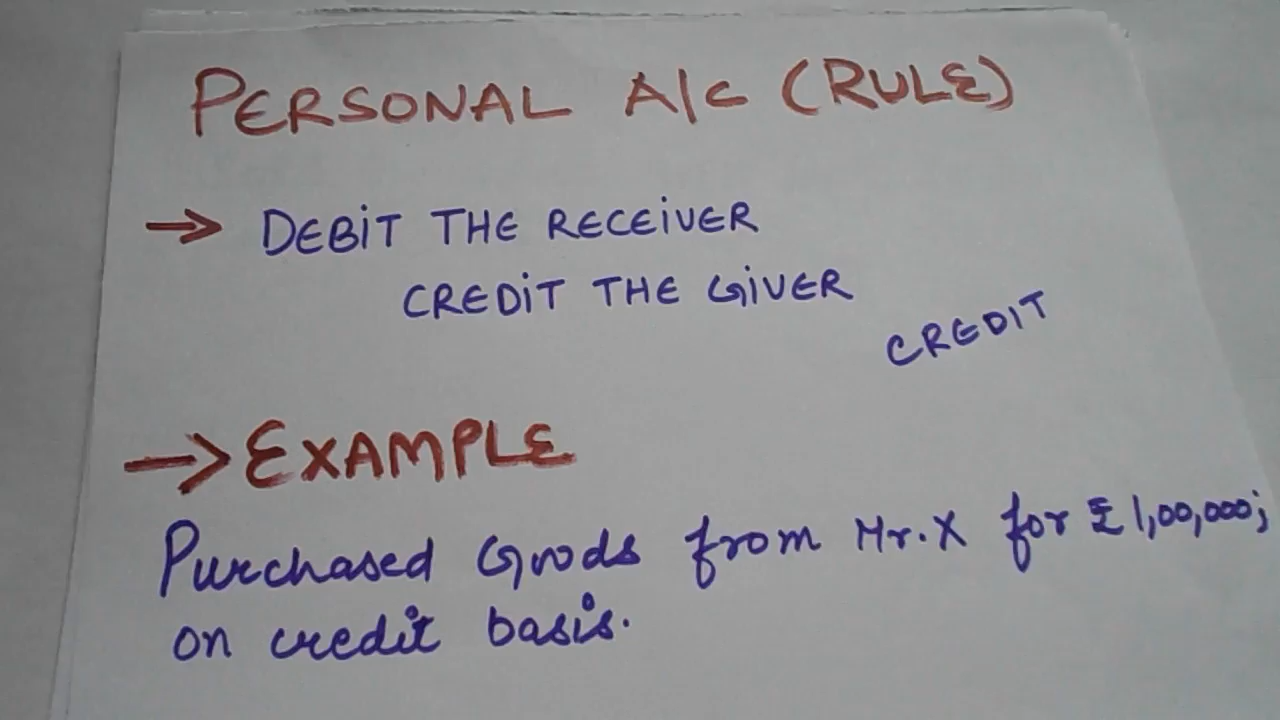 PERSONAL A/c (RULE)
→ DEBIT THE RECEIVER
CREDIT THE GIVER
CREDIT
→ EXAMPLE
Purchased Goods from Mr. X for ₹ 1,00,000;
on credit basis.